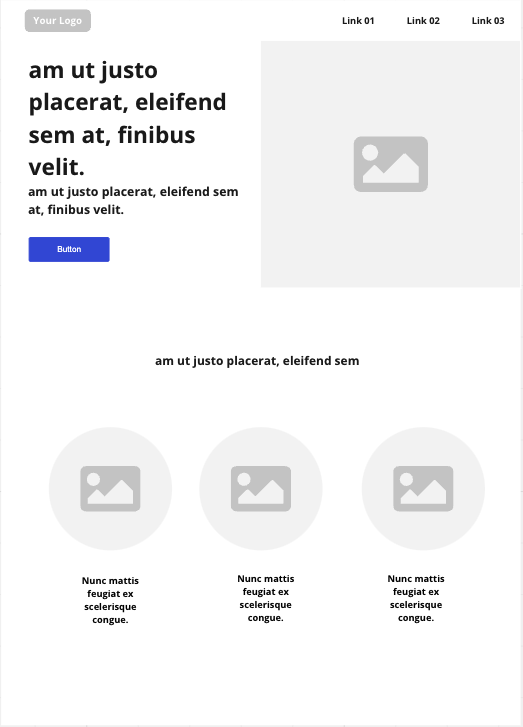 Your Logo
Link 01 Link 02 Link 03
am ut justo
placerat, eleifend
sem at, finibus
velit.
am ut justo placerat, eleifend sem
at, finibus velit.
Button
am ut justo placerat, eleifend sem
Nunc mattis
feugiat ex
scelerisque
congue.
Nunc mattis
feugiat ex
scelerisque
congue.
Nunc mattis
feugiat ex
scelerisque
congue.